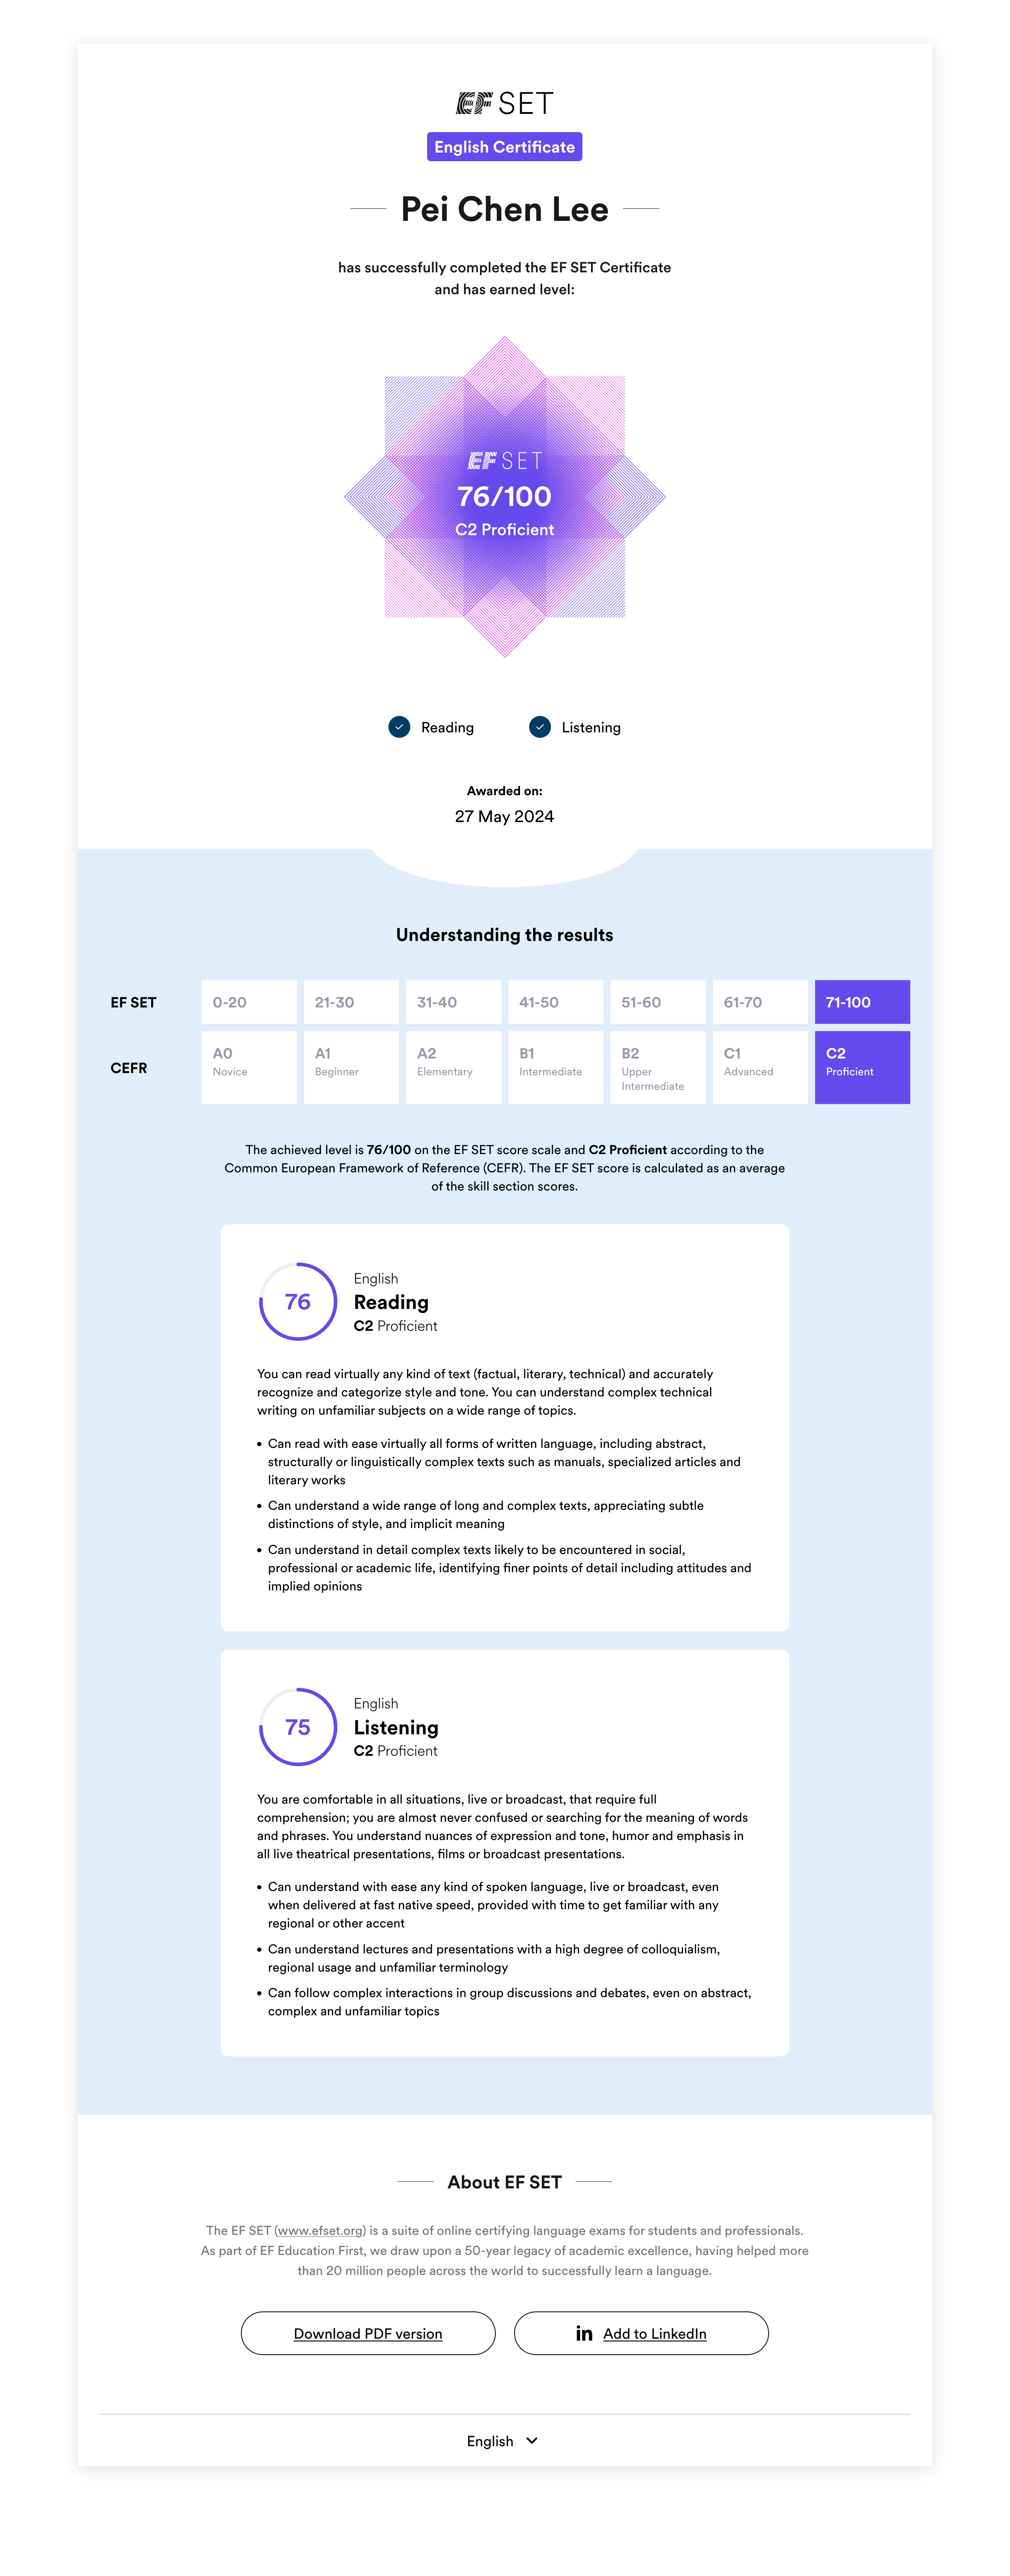 EF SET
English Certificate
Pei Chen Lee
has successfully completed the EF SET Certificate
and has earned level:
EF SET
76/100
C2 Proficient
Reading
Listening
Awarded on:
27 May 2024
Understanding the results
EF SET 0-20 21-30 31-40 41-50 51-60 61-70 71-100
CEFR
A0 Novice
A1 Beginner
A2 Elementary
B1 Intermediate
B2 Upper Intermediate
C1 Advanced
C2 Proficient
The achieved level is 76/100 on the EF SET score scale and C2 Proficient according to the
Common European Framework of Reference (CEFR). The EF SET score is calculated as an average
of the skill section scores.
76
English
Reading
C2 Proficient
You can read virtually any kind of text (factual, literary, technical) and accurately
recognize and categorize style and tone. You can understand complex technical
writing on unfamiliar subjects on a wide range of topics.
• Can read with ease virtually all forms of written language, including abstract,
structurally or linguistically complex texts such as manuals, specialized articles and
literary works
• Can understand a wide range of long and complex texts, appreciating subtle
distinctions of style, and implicit meaning
• Can understand in detail complex texts likely to be encountered in social,
professional or academic life, identifying finer points of detail including attitudes and
implied opinions
75
English
Listening
C2 Proficient
You are comfortable in all situations, live or broadcast, that require full
comprehension; you are almost never confused or searching for the meaning of words
and phrases. You understand nuances of expression and tone, humor and emphasis in
all live theatrical presentations, films or broadcast presentations.
• Can understand with ease any kind of spoken language, live or broadcast, even
when delivered at fast native speed, provided with time to get familiar with any
regional or other accent
• Can understand lectures and presentations with a high degree of colloquialism,
regional usage and unfamiliar terminology
• Can follow complex interactions in group discussions and debates, even on abstract,
complex and unfamiliar topics
About EF SET
The EF SET (www.efset.org) is a suite of online certifying language exams for students and professionals.
As part of EF Education First, we draw upon a 50-year legacy of academic excellence, having helped more
than 20 million people across the world to successfully learn a language.
Download PDF version
in Add to LinkedIn
English